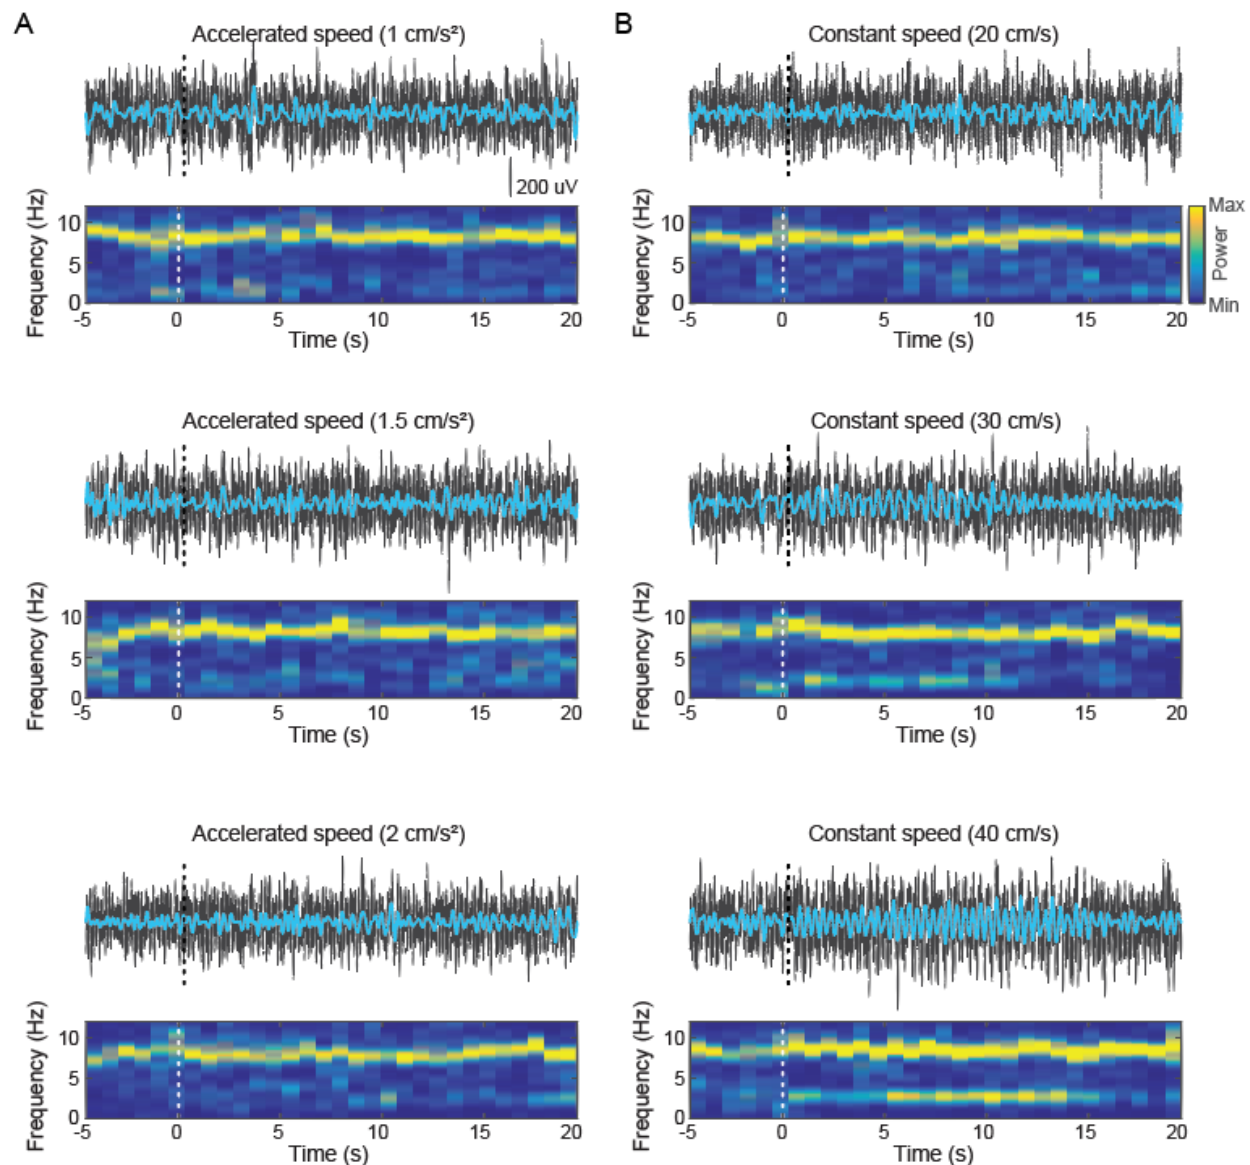 A
Accelerated speed (1 cm/s²)
200 uV
Frequency (Hz)
10
5
0
-5 0 5 10 15 20
Time (s)
Accelerated speed (1.5 cm/s²)
Frequency (Hz)
10
5
0
-5 0 5 10 15 20
Time (s)
Accelerated speed (2 cm/s²)
Frequency (Hz)
10
5
0
-5 0 5 10 15 20
Time (s)
B
Constant speed (20 cm/s)
Frequency (Hz)
10
5
0
-5 0 5 10 15 20
Time (s)
Max
Power
Min
Constant speed (30 cm/s)
Frequency (Hz)
10
5
0
-5 0 5 10 15 20
Time (s)
Constant speed (40 cm/s)
Frequency (Hz)
10
5
0
-5 0 5 10 15 20
Time (s)